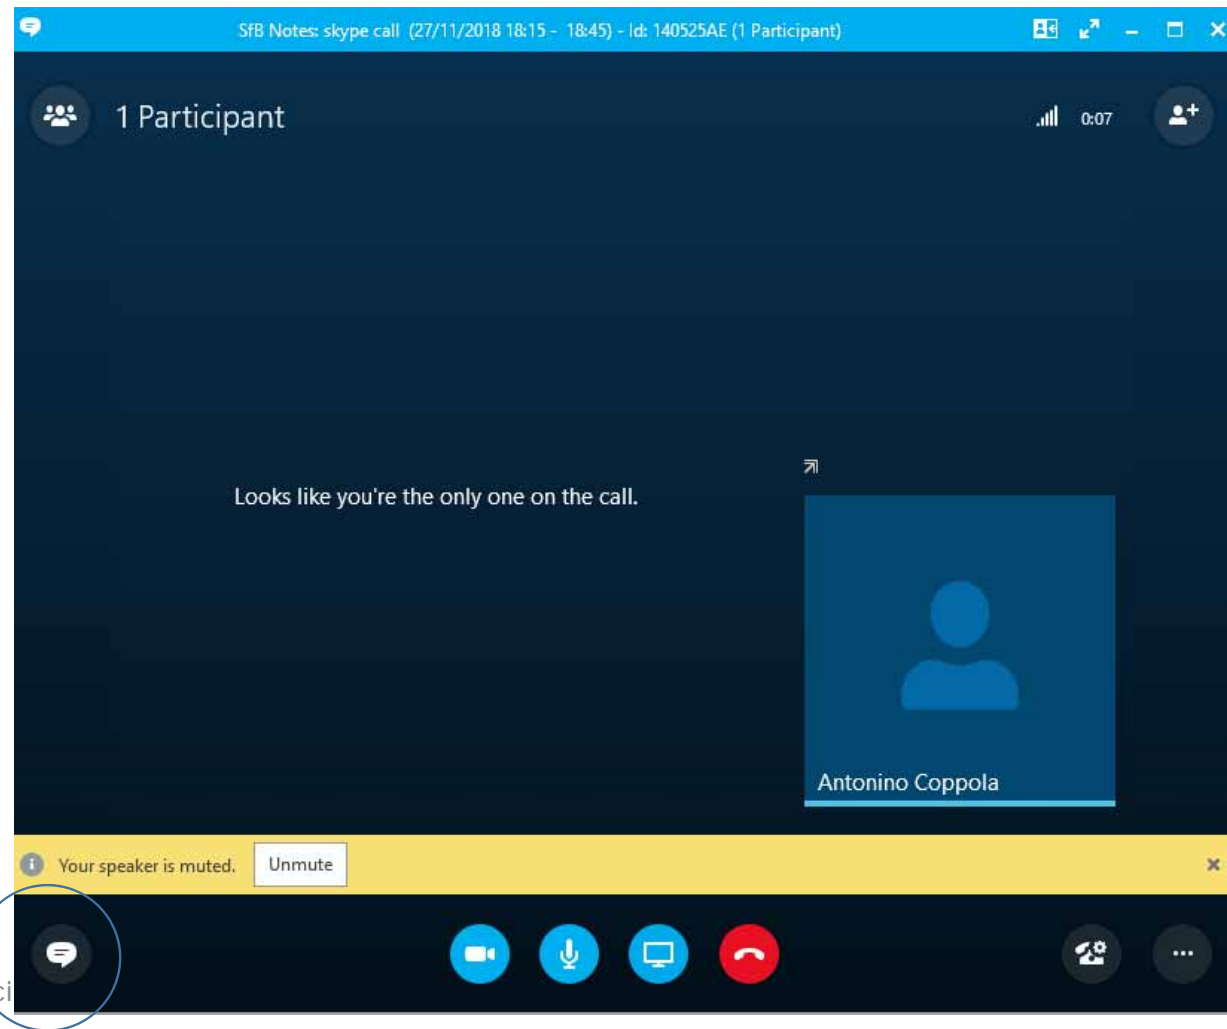 SfB Notes: skype call (27/11/2018 18:15 - 18:45) - Id: 140525AE (1 Participant)
1 Participant
0:07
Looks like you're the only one on the call.
Antonino Coppola
Your speaker is muted. Unmute